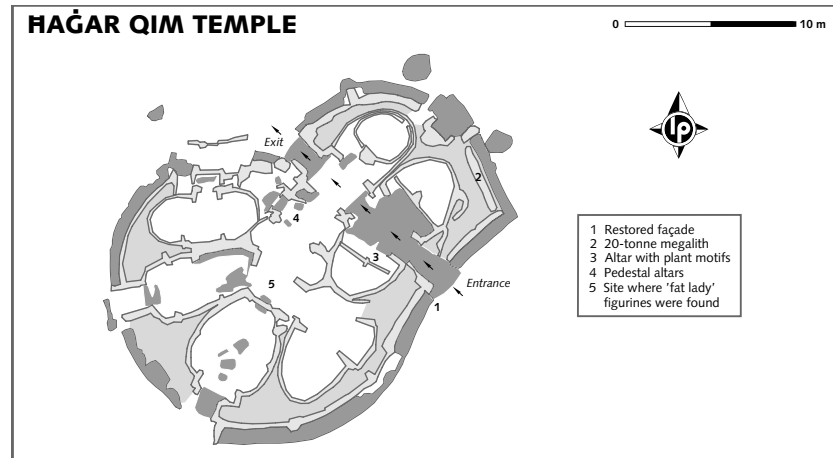 ĦAĠAR QIM TEMPLE
0 10 m
Exit
lp
2
4
3
5
Entrance
1
1 Restored façade
2 20-tonne megalith
3 Altar with plant motifs
4 Pedestal altars
5 Site where 'fat lady'
figurines were found